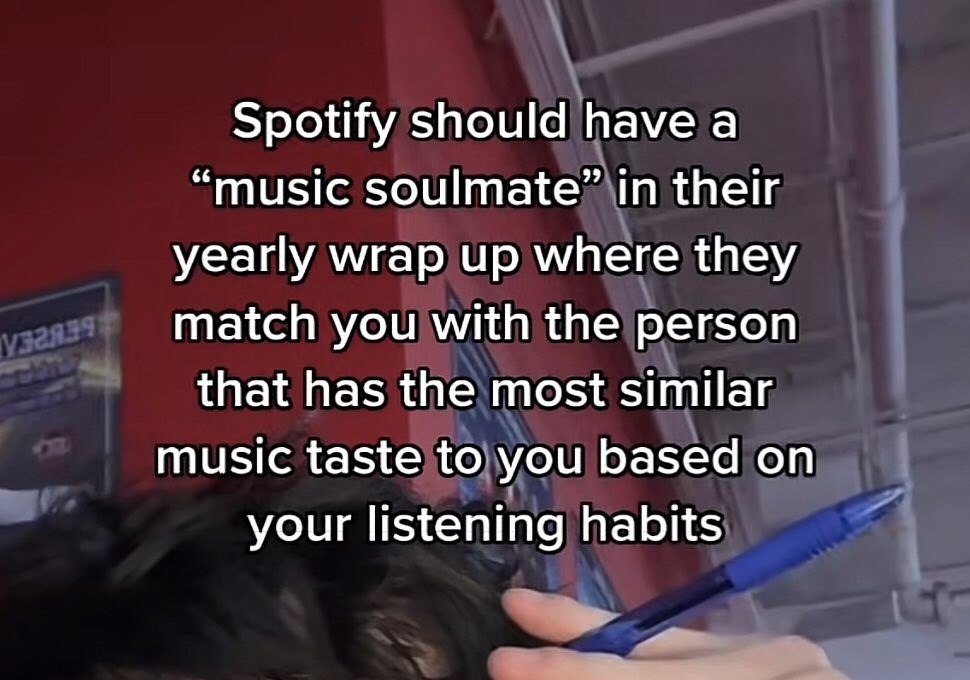 Spotify should have a
“music soulmate” in their
yearly wrap up where they
match you with the person
that has the most similar
music taste to you based on
your listening habits